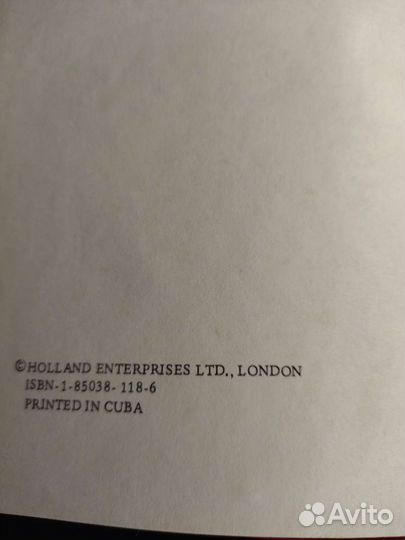 ©HOLLAND ENTERPRISES LTD., LONDON
ISBN-1-85038- 118-6
PRINTED IN CUBA
Avito